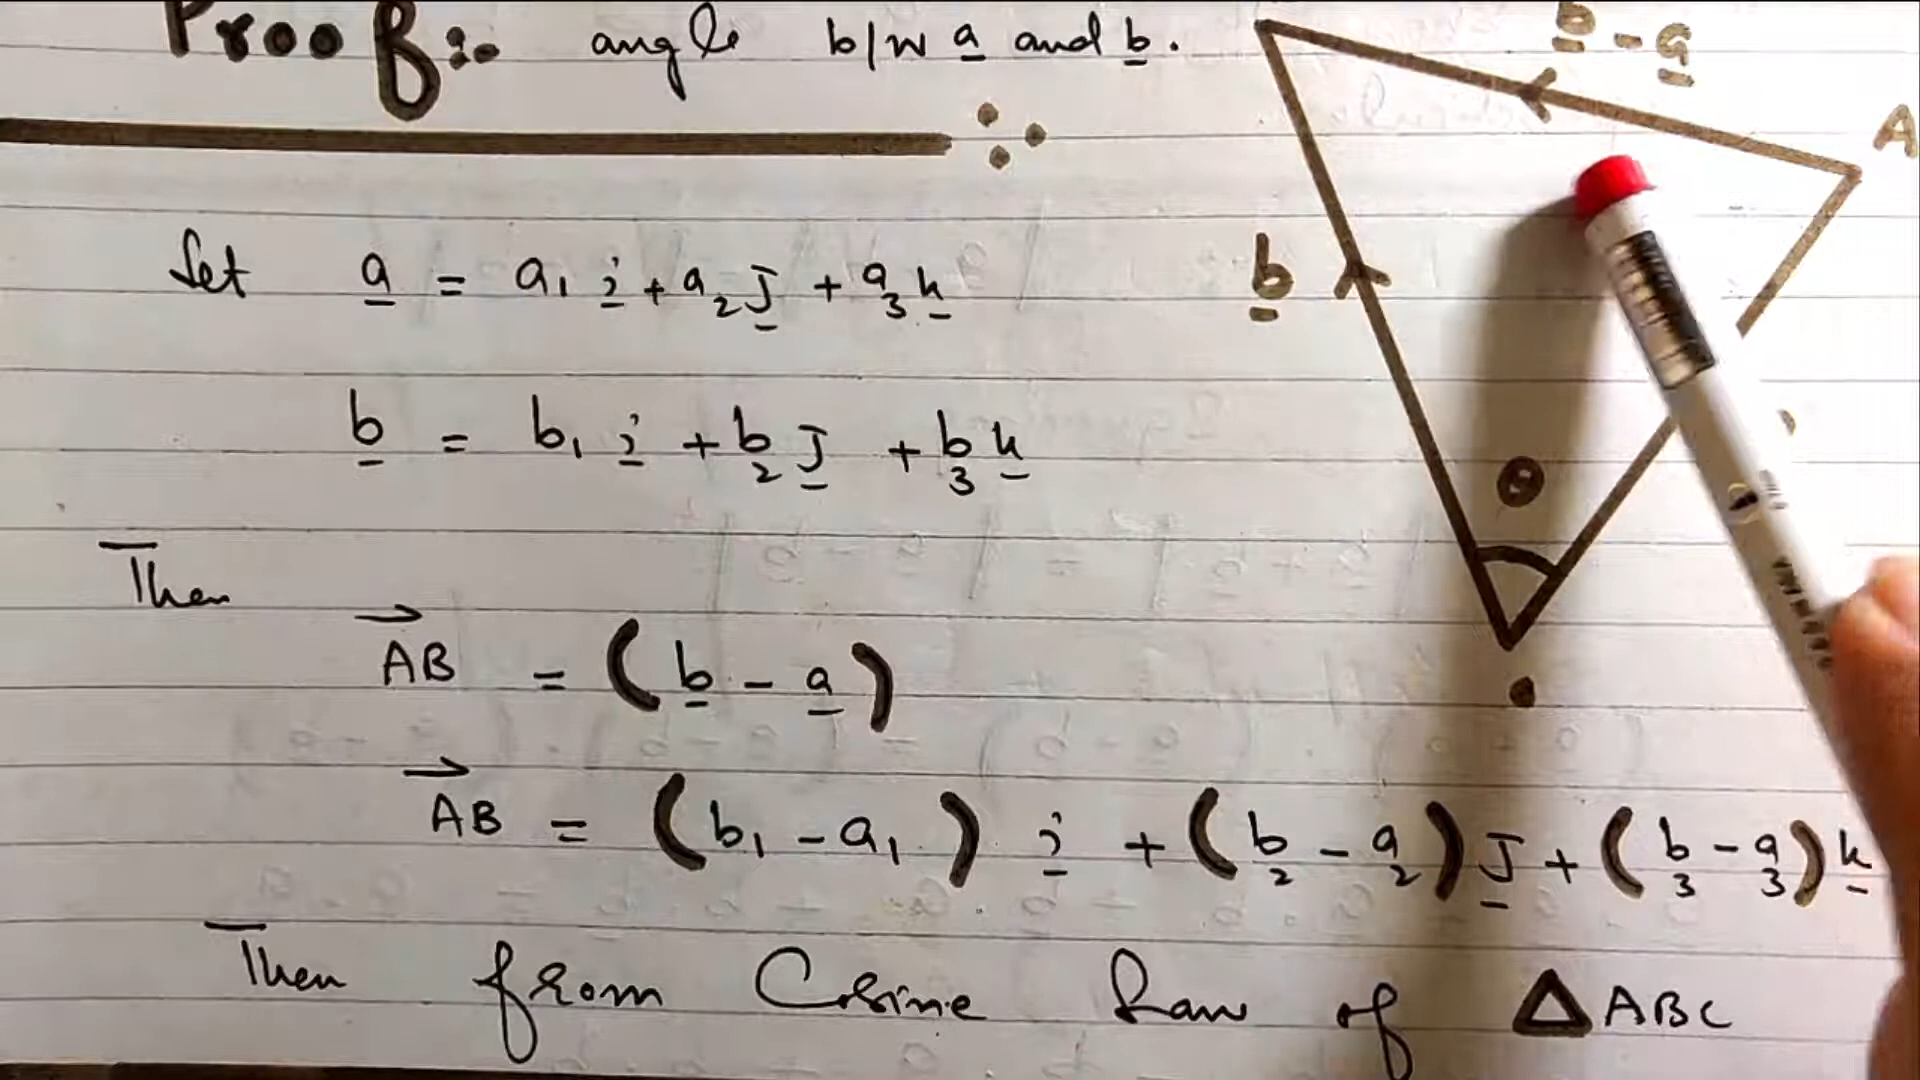 Proof:- angle b/w a and b.
b - a
A
Let a = a₁ i + a₂ J + a₃ k
b
b = b₁ i + b₂ J + b₃ k
θ
Then
AB = (b - a)
AB = (b₁ - a₁) i + (b₂ - a₂) J + (b₃ - a₃) k
Then from Cosine Law of Δ ABC